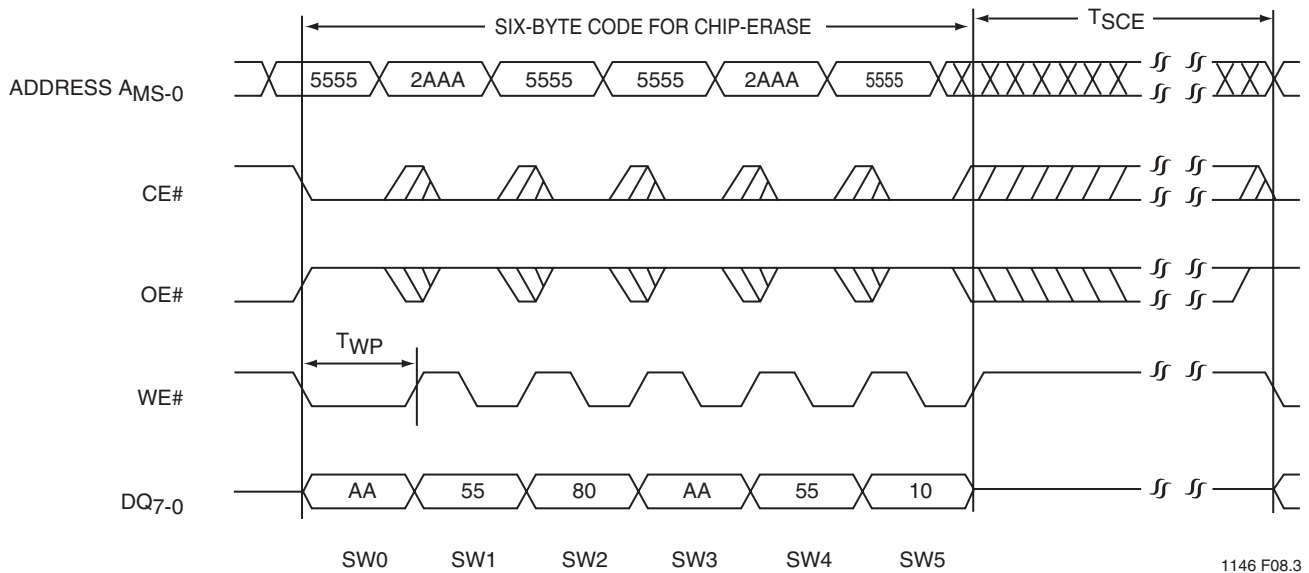 SIX-BYTE CODE FOR CHIP-ERASE
TSCE
ADDRESS AMS-0
5555 2AAA 5555 5555 2AAA 5555
CE#
OE#
TWP
WE#
DQ7-0
AA 55 80 AA 55 10
SW0 SW1 SW2 SW3 SW4 SW5
1146 F08.3